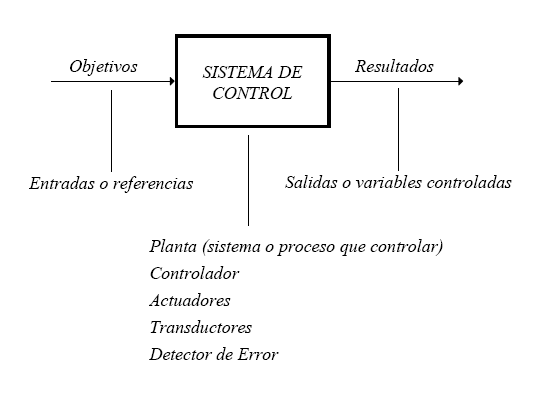 Objetivos
SISTEMA DE
CONTROL
Resultados
Entradas o referencias
Salidas o variables controladas
Planta (sistema o proceso que controlar)
Controlador
Actuadores
Transductores
Detector de Error